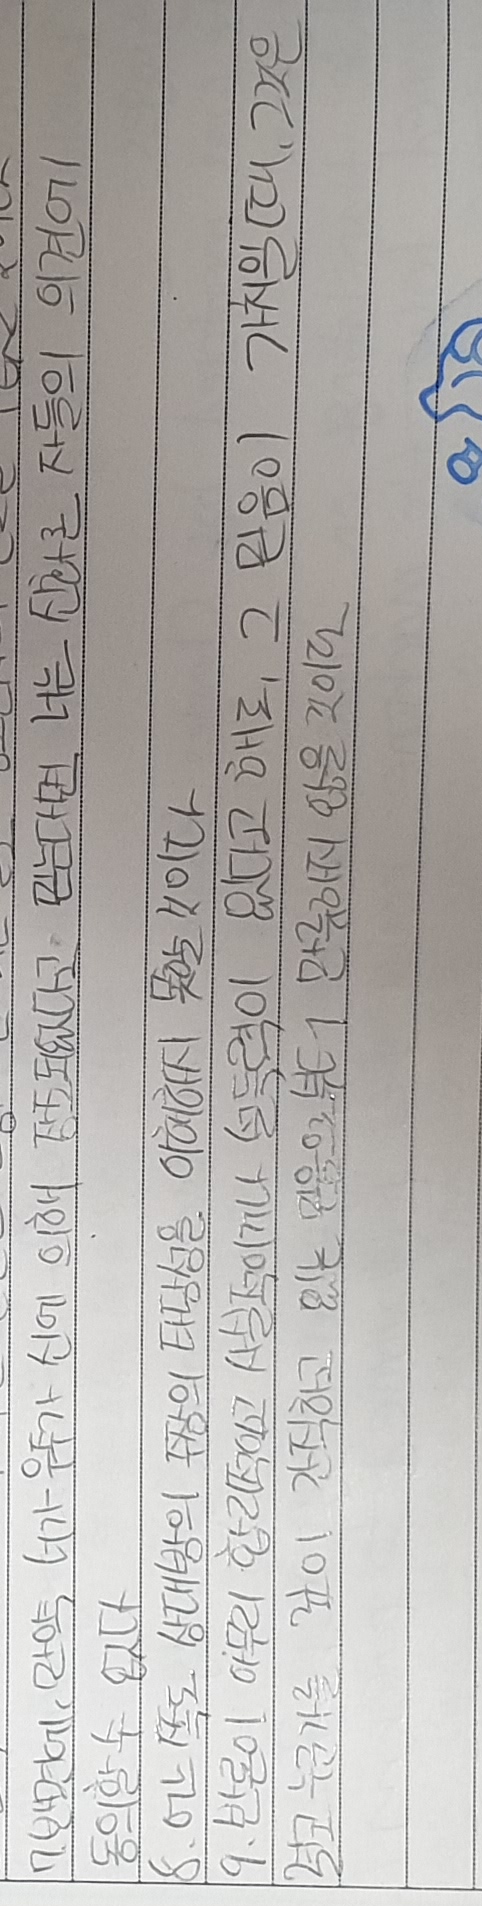 7. 반면에, 만약 너가 우주가 신에 의해 창조되었다고 믿는다면 너는 진화론 자들의 의견에
동의할 수 없다
8. 어느 쪽도 상대방의 주장의 타당성을 이해하지 못할 것이다
9. 반론이 아무리 합리적이고 사실적이거나 설득력이 있다고 해도, 그 믿음이 가치일 때, 그것은
결코 누군가를 깊이 간직하고 있는 믿음으로부터 만류하지 않을 것이다